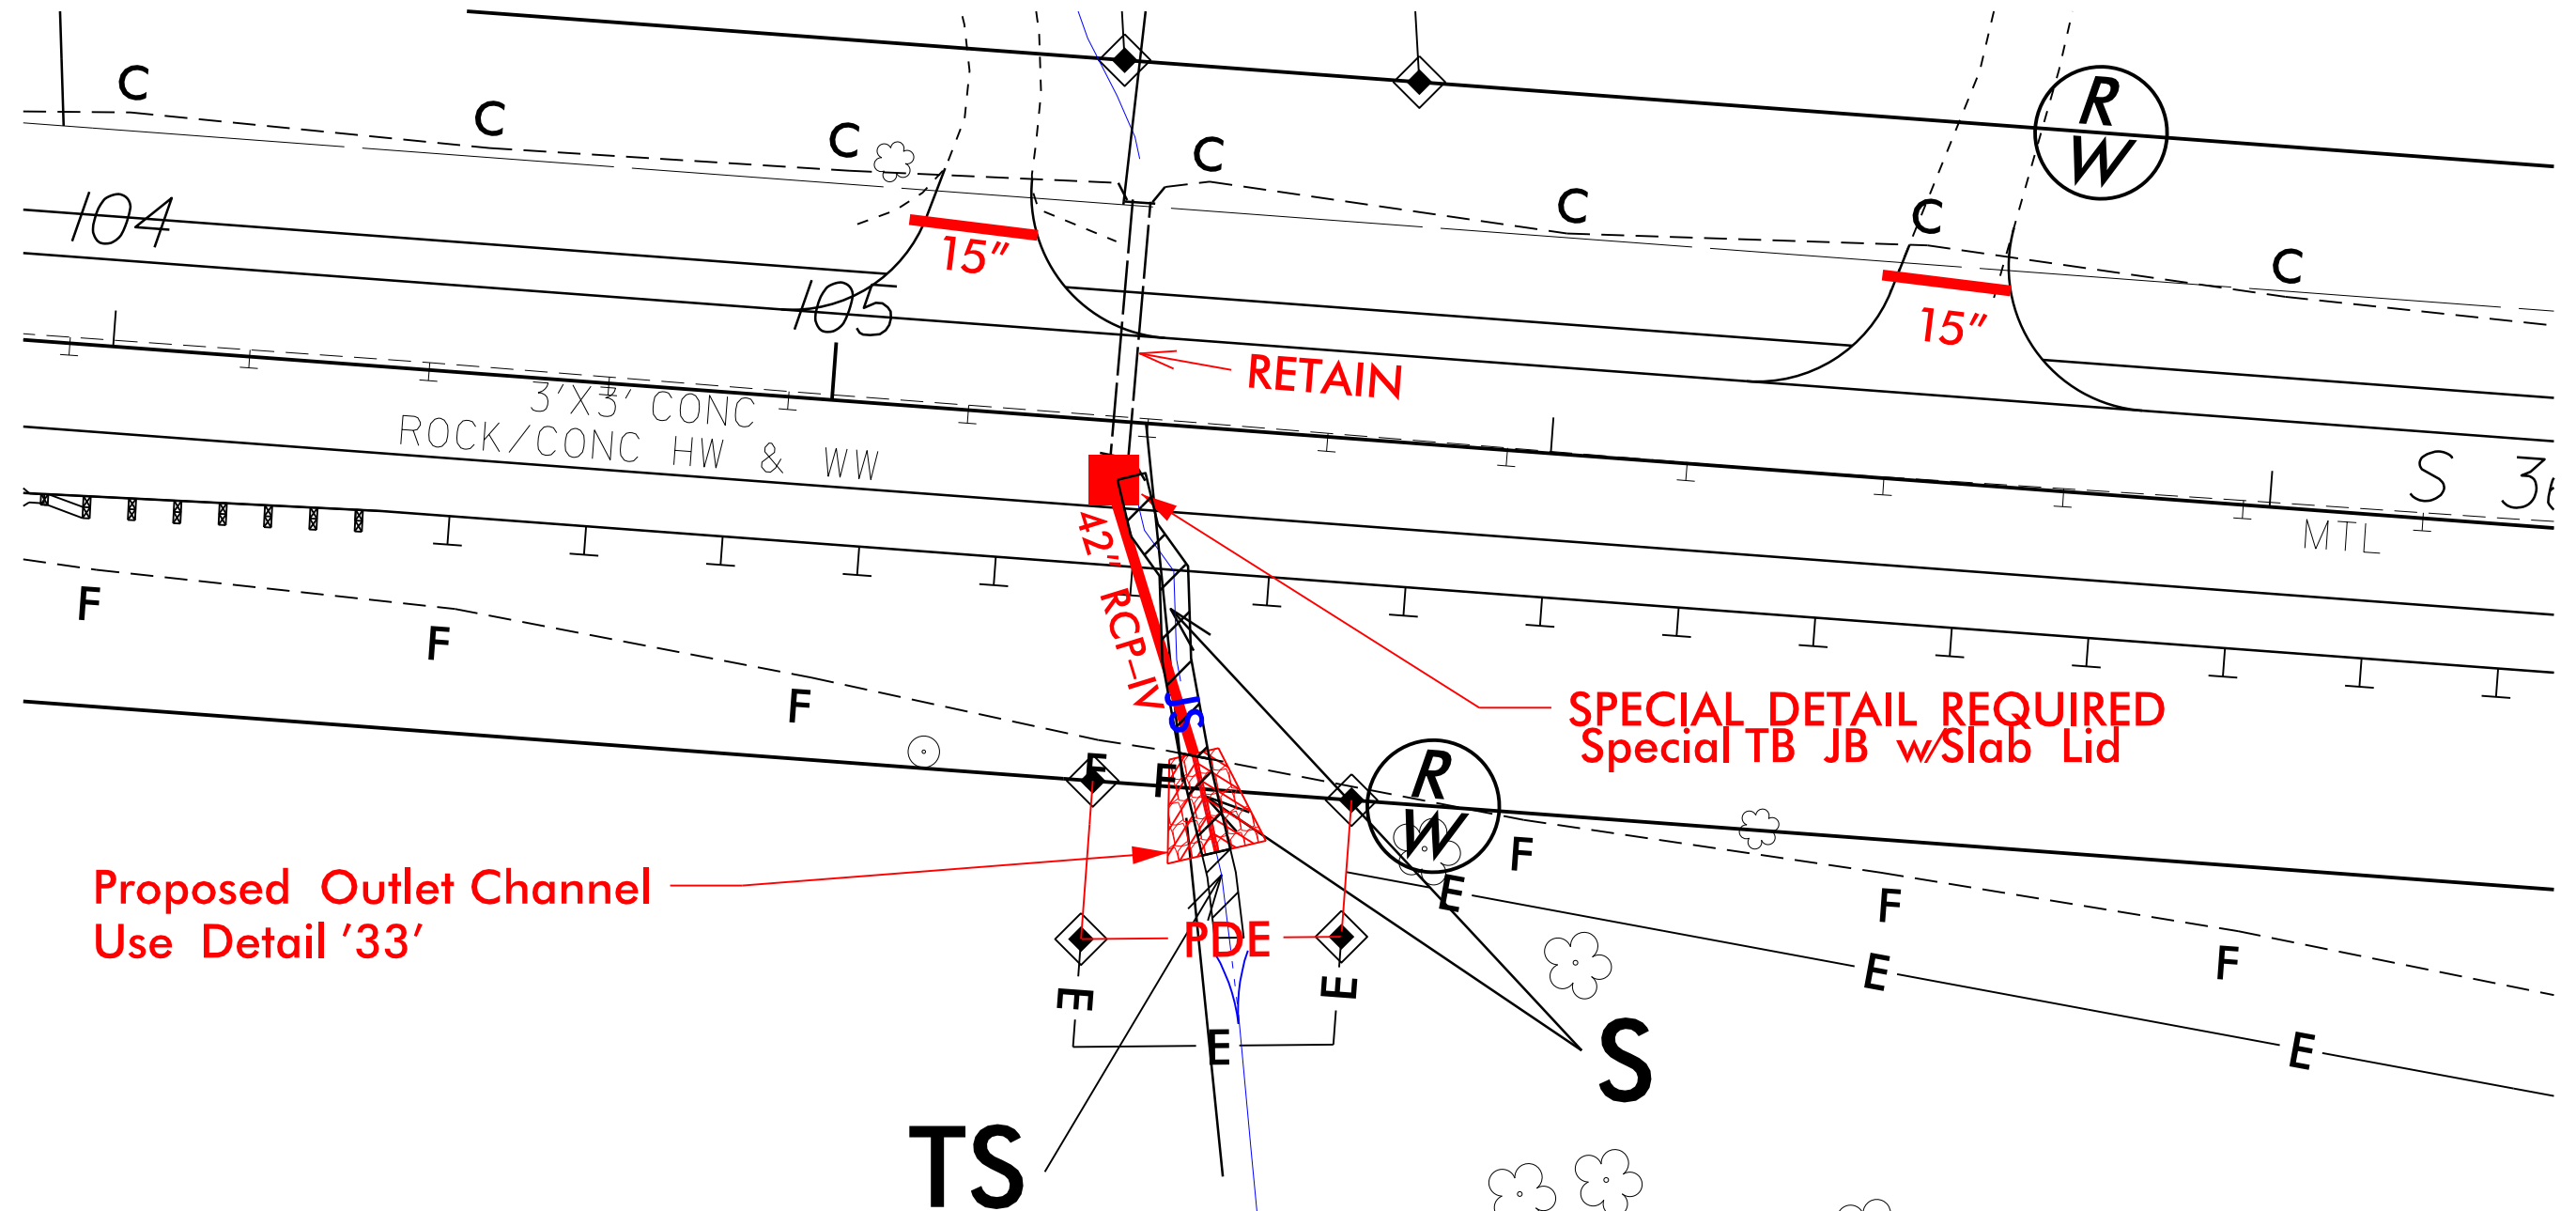 C
C
C
C
C
C
C
R
W
104
105
15″
15″
RETAIN
3'X3' CONC
ROCK/CONC HW & WW
S 3
MTL
42″ RCP–IV
JS
F
F
F
F
F
F
F
F
SPECIAL DETAIL REQUIRED
Special TB JB w/Slab Lid
R
W
Proposed Outlet Channel
Use Detail ′33′
PDE
E
E
E
E
E
E
S
TS